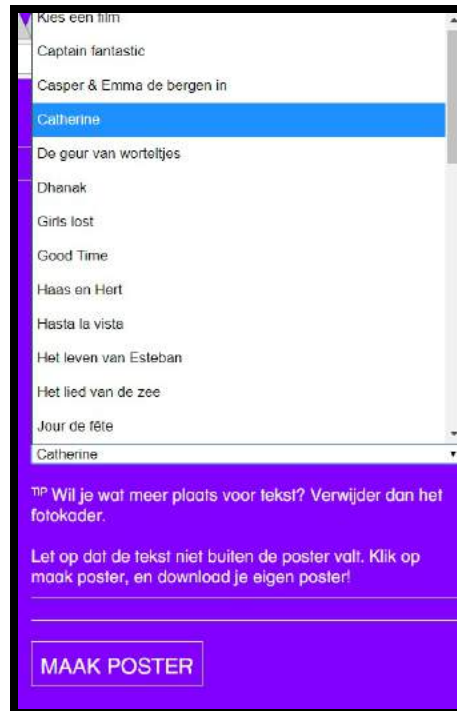 Kies een film
Captain fantastic
Casper & Emma de bergen in
Catherine
De geur van worteltjes
Dhanak
Girls lost
Good Time
Haas en Hert
Hasta la vista
Het leven van Esteban
Het lied van de zee
Jour de fête
Catherine
TIP Wil je wat meer plaats voor tekst? Verwijder dan het
fotokader.
Let op dat de tekst niet buiten de poster valt. Klik op
maak poster, en download je eigen poster!
MAAK POSTER